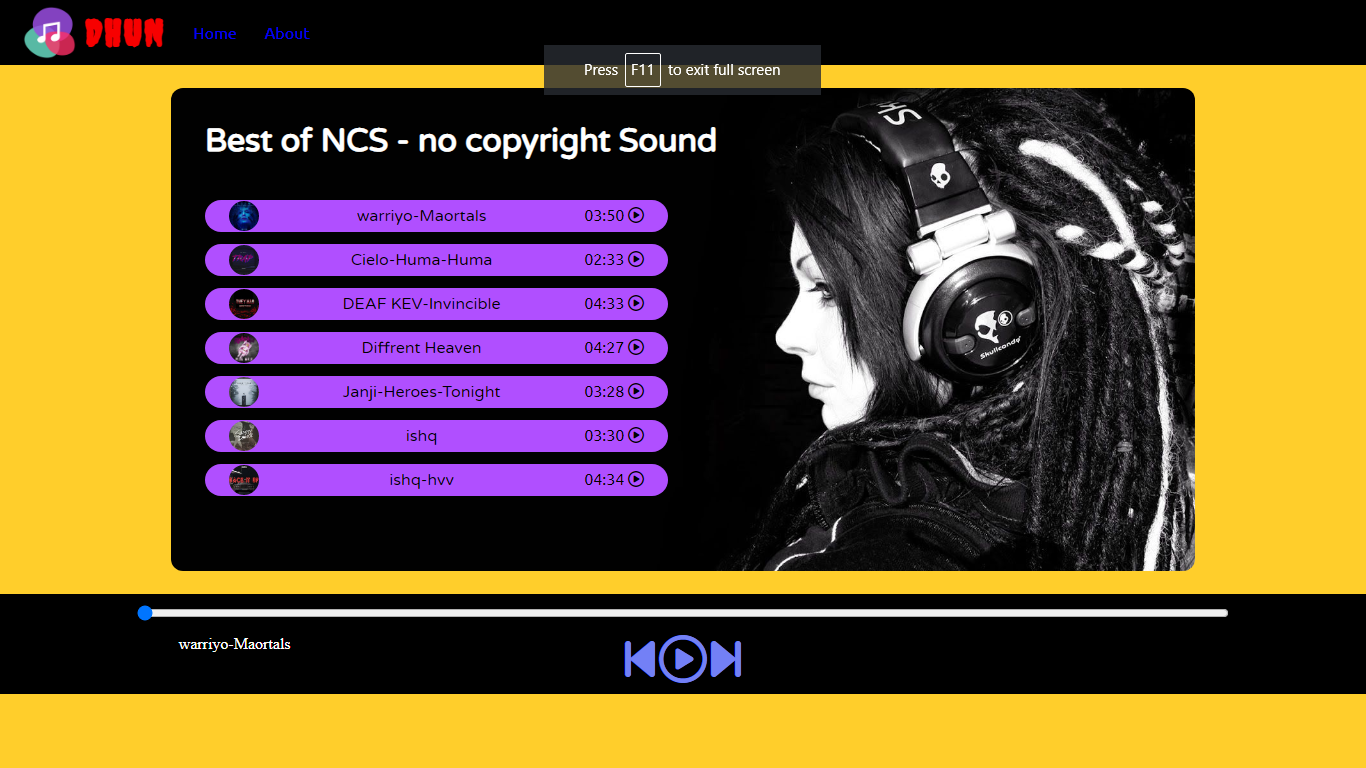 DHUN Home About
Press F11 to exit full screen
Best of NCS - no copyright Sound
warriyo-Maortals 03:50
Cielo-Huma-Huma 02:33
DEAF KEV-Invincible 04:33
Diffrent Heaven 04:27
Janji-Heroes-Tonight 03:28
ishq 03:30
ishq-hvv 04:34
Skullcandy
warriyo-Maortals